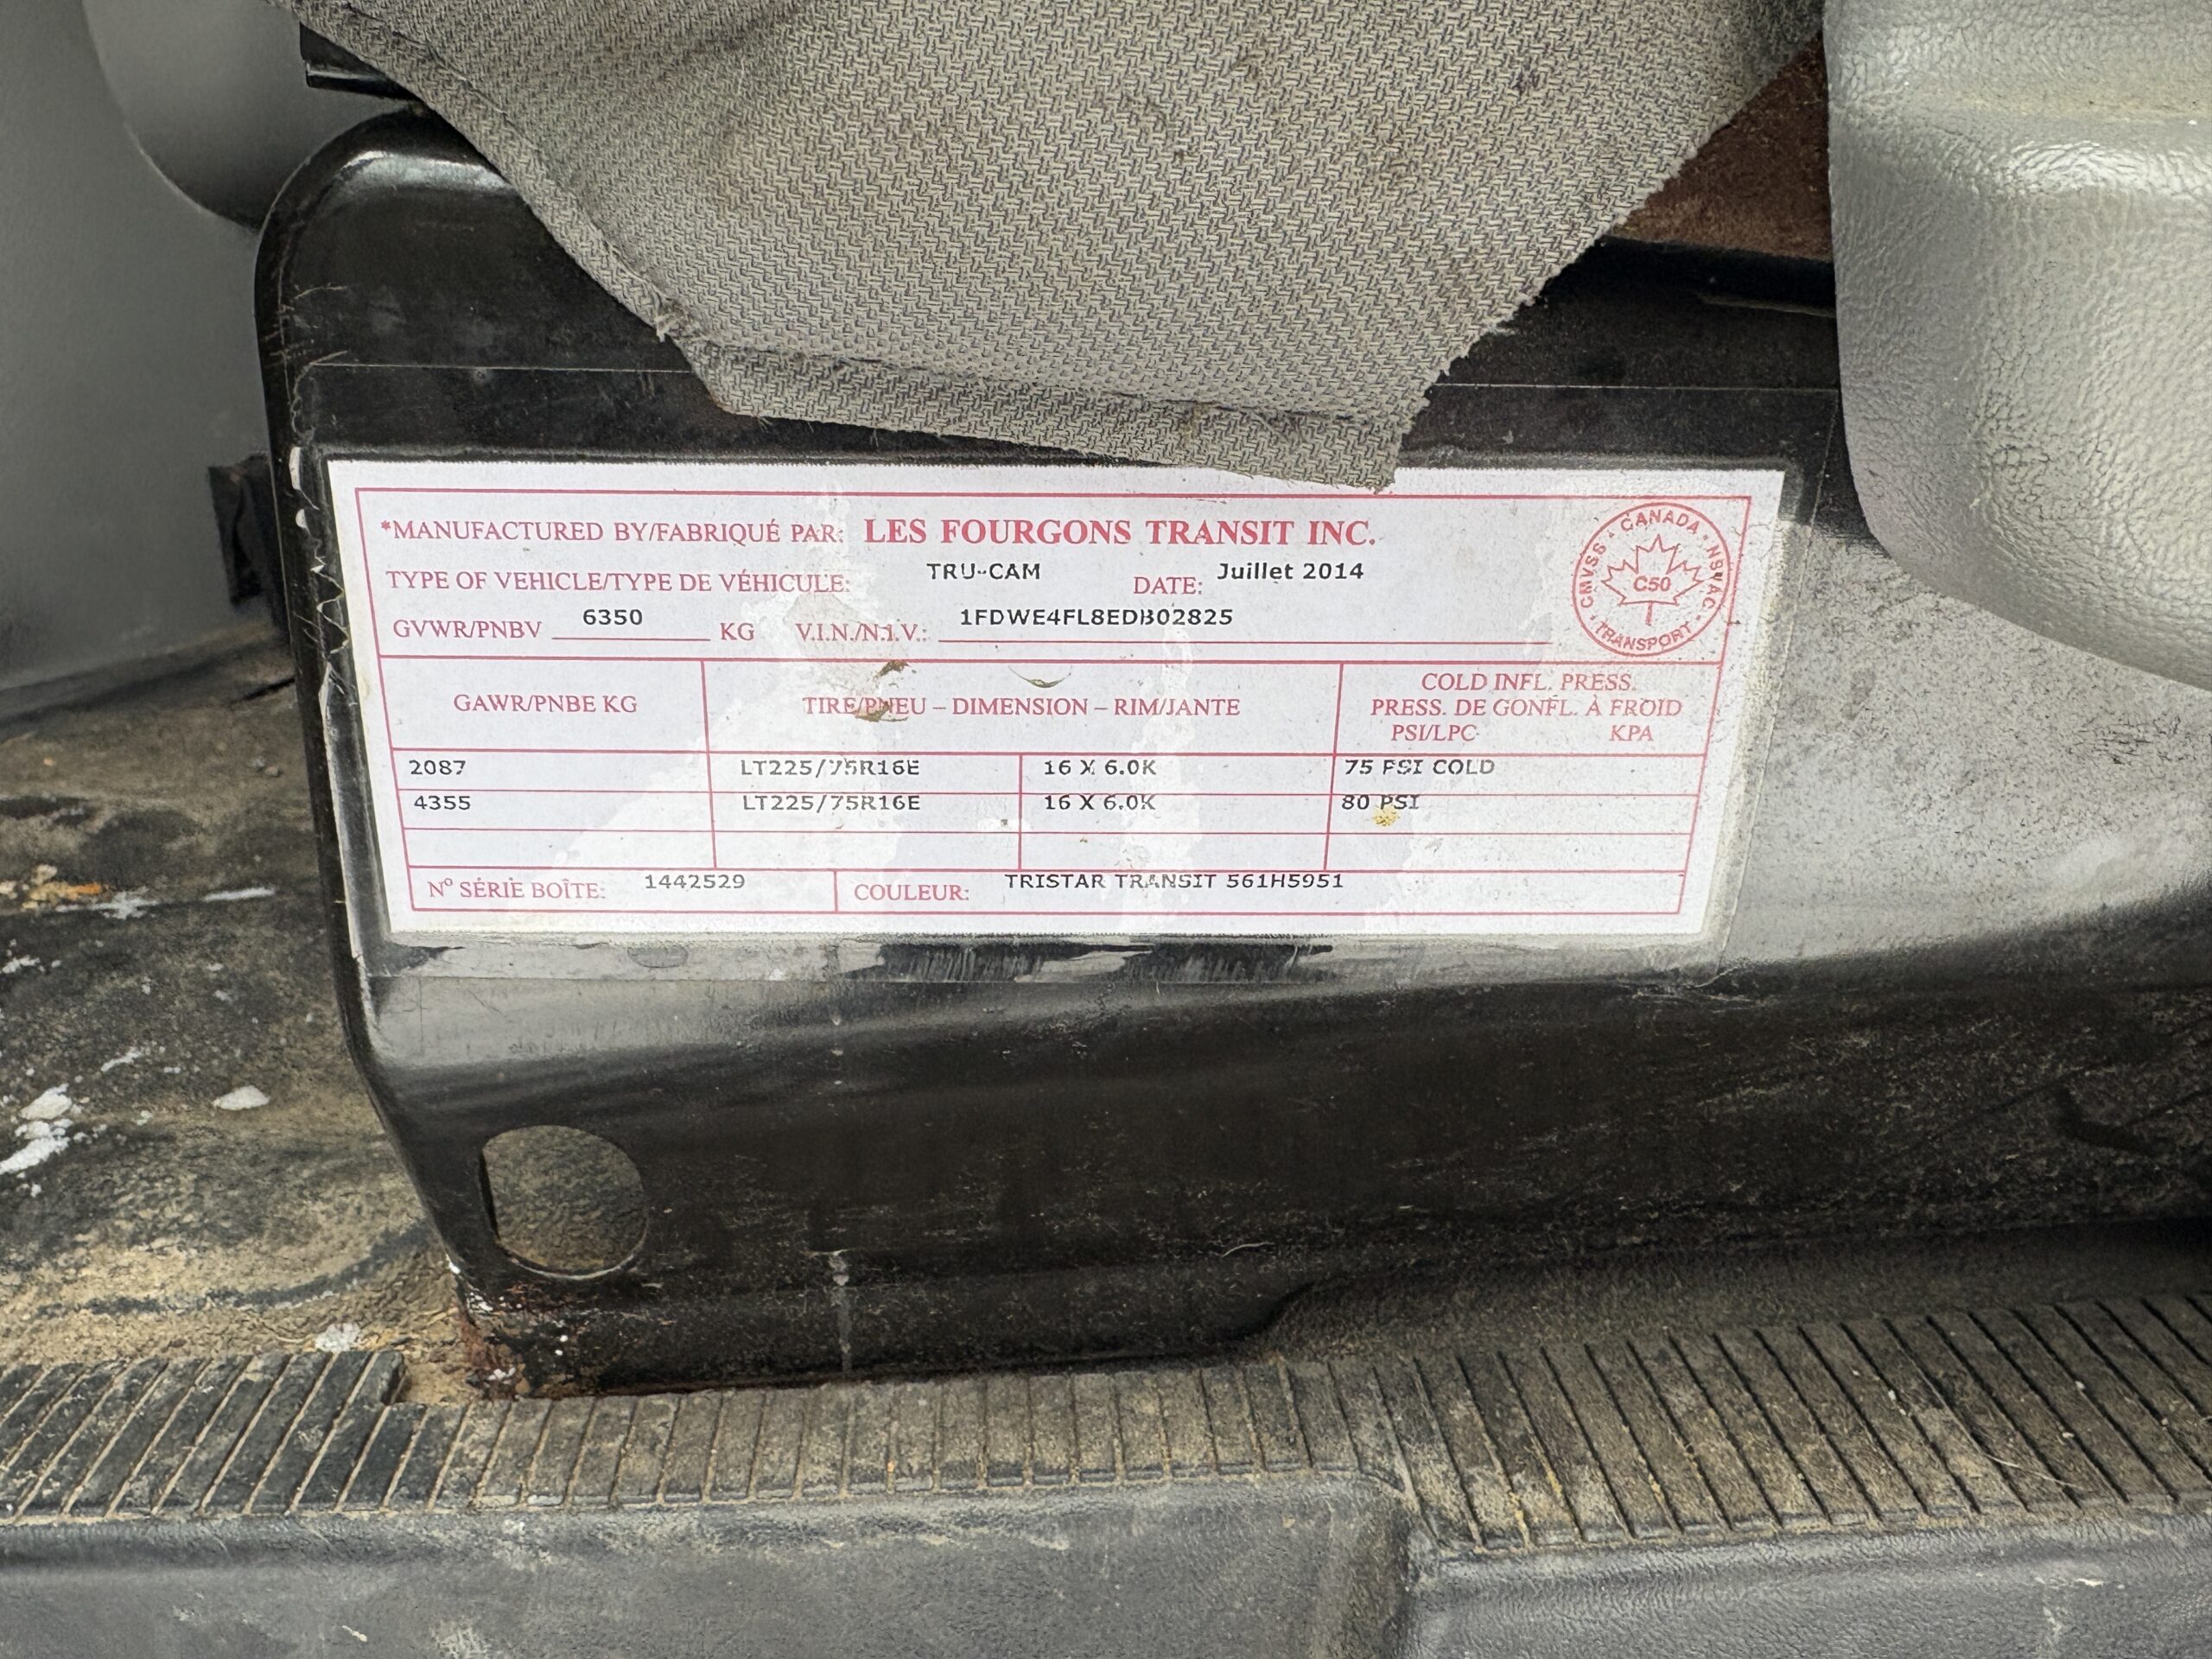 *MANUFACTURED BY/FABRIQUÉ PAR: LES FOURGONS TRANSIT INC.
TYPE OF VEHICLE/TYPE DE VÉHICULE: TRU-CAM DATE: Juillet 2014
GVWR/PNBV 6350 KG V.I.N./N.I.V.: 1FDWE4FL8EDB02825
CANADA · NSVAC · TRANSPORT · CMVSS ·
C50
GAWR/PNBE KG
TIRE/PNEU – DIMENSION – RIM/JANTE
COLD INFL. PRESS.
PRESS. DE GONFL. À FROID
PSI/LPC KPA
2087 LT225/75R16E 16 X 6.0K 75 PSI COLD
4355 LT225/75R16E 16 X 6.0K 80 PSI
Nº SÉRIE BOÎTE: 1442529 COULEUR: TRISTAR TRANSIT 561H5951